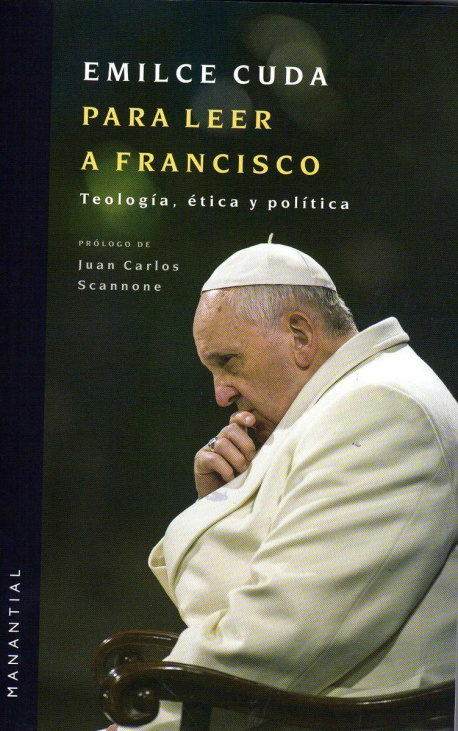 EMILCE CUDA
PARA LEER
A FRANCISCO
Teología, ética y política
PRÓLOGO DE
Juan Carlos
Scannone
MANANTIAL